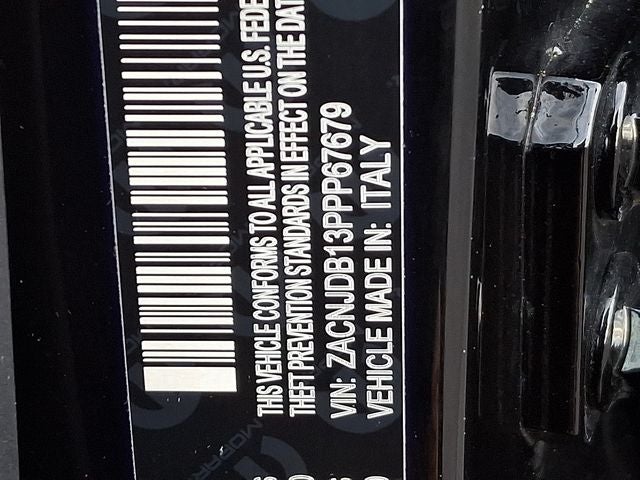 THIS VEHICLE CONFORMS TO ALL APPLICABLE U.S. FEDE
THEFT PREVENTION STANDARDS IN EFFECT ON THE DAT
VIN: ZACNJDB13PPP67679
VEHICLE MADE IN: ITALY
MOPAR